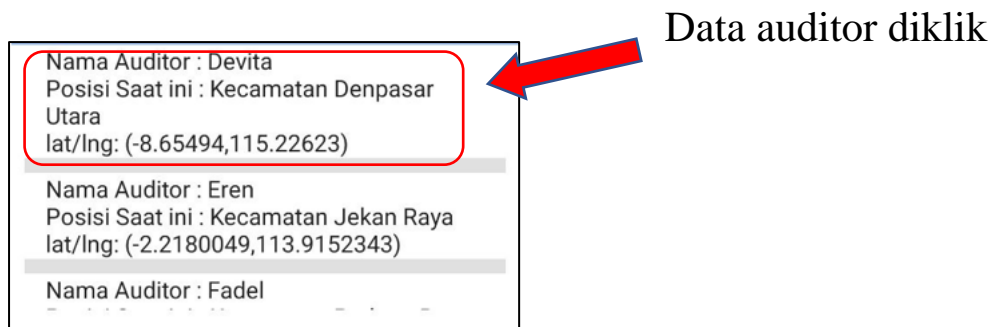 Data auditor diklik
Nama Auditor : Devita
Posisi Saat ini : Kecamatan Denpasar
Utara
lat/lng: (-8.65494,115.22623)
Nama Auditor : Eren
Posisi Saat ini : Kecamatan Jekan Raya
lat/lng: (-2.2180049,113.9152343)
Nama Auditor : Fadel